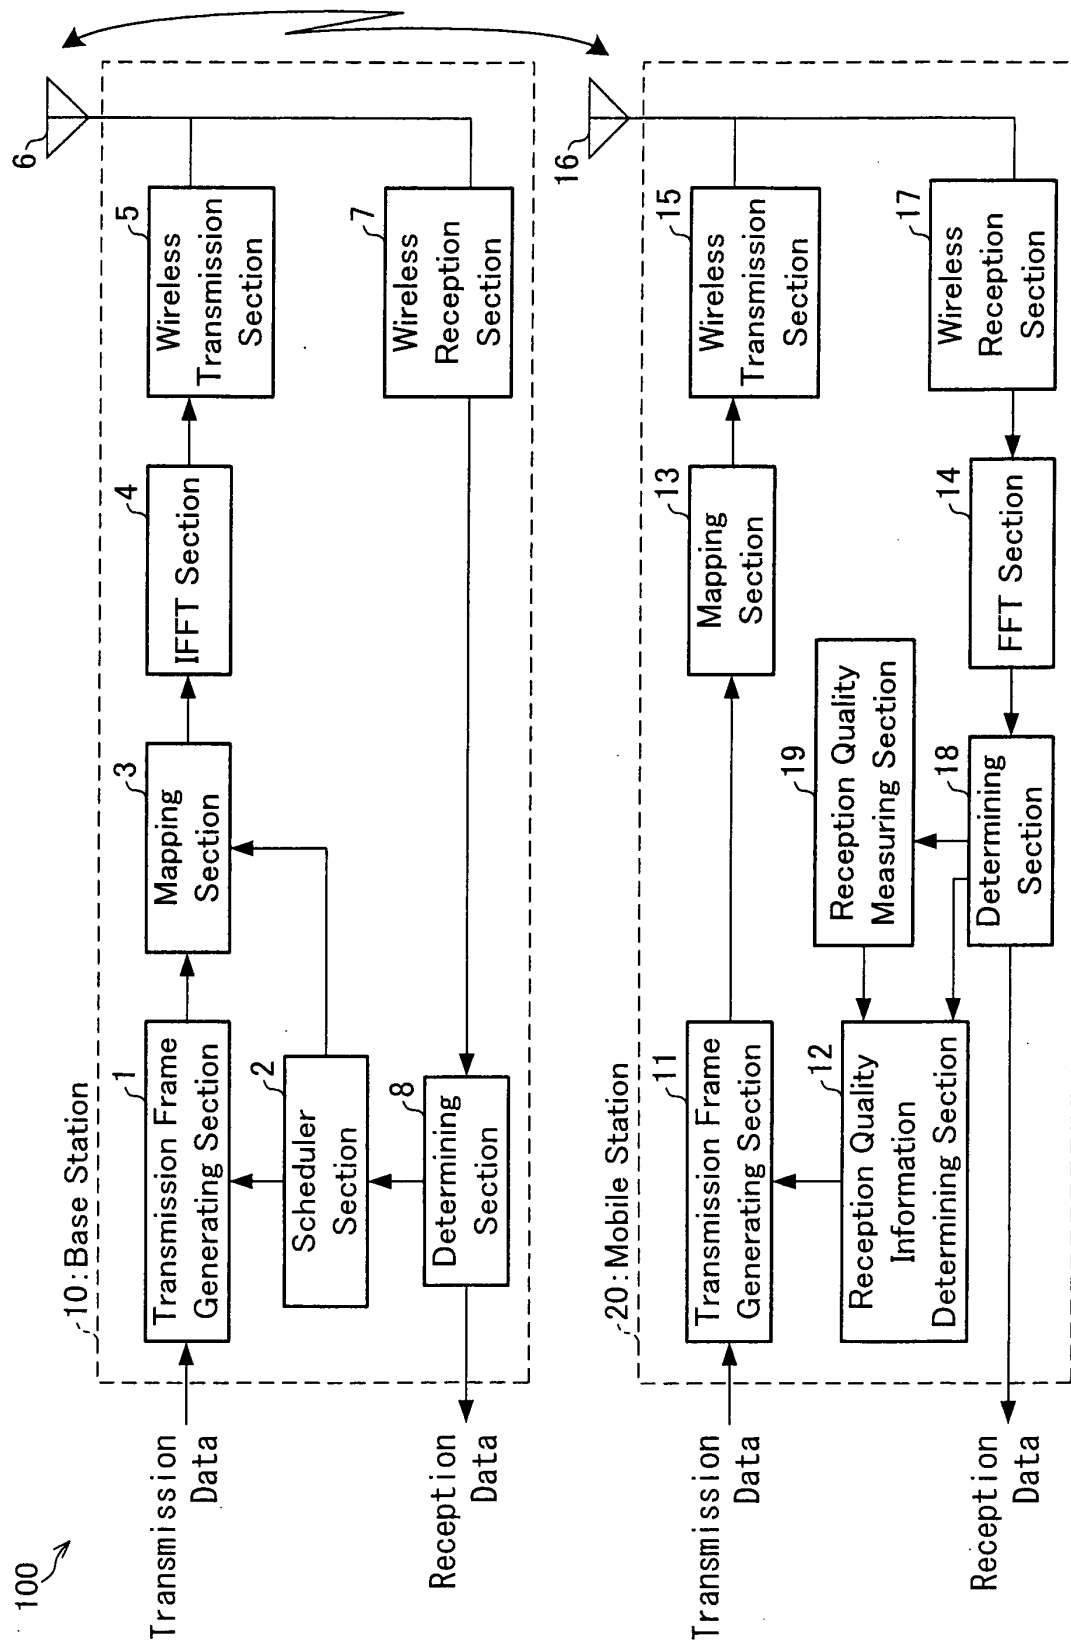 100
10:Base Station
Transmission
Data
1
Transmission Frame
Generating Section
3
Mapping
Section
4
IFFT Section
5
Wireless
Transmission
Section
6
2
Scheduler
Section
Reception
Data
8
Determining
Section
7
Wireless
Reception
Section
20:Mobile Station
Transmission
Data
11
Transmission Frame
Generating Section
13
Mapping
Section
15
Wireless
Transmission
Section
16
12
Reception Quality
Information
Determining Section
19
Reception Quality
Measuring Section
Reception
Data
18
Determining
Section
14
FFT Section
17
Wireless
Reception
Section